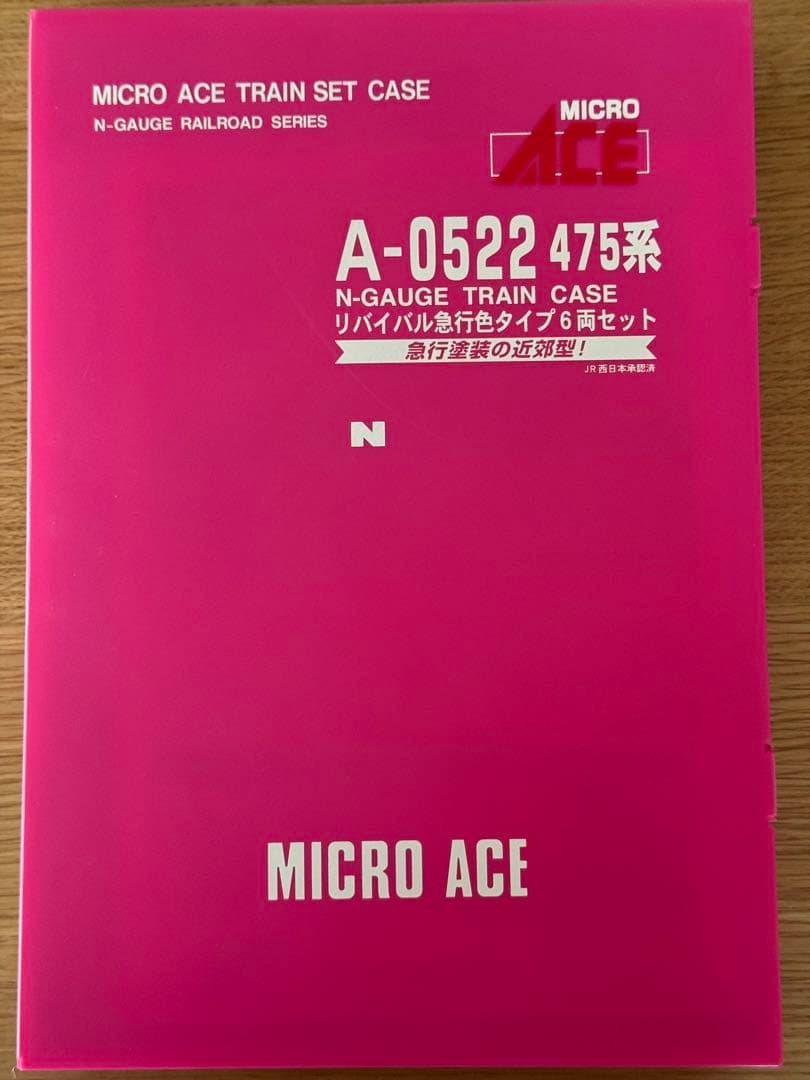 MICRO ACE TRAIN SET CASE
N-GAUGE RAILROAD SERIES
MICRO
ACE
A-0522 475系
N-GAUGE TRAIN CASE
リバイバル急行色タイプ6両セット
急行塗装の近郊型!
JR西日本承認済
N
MICRO ACE